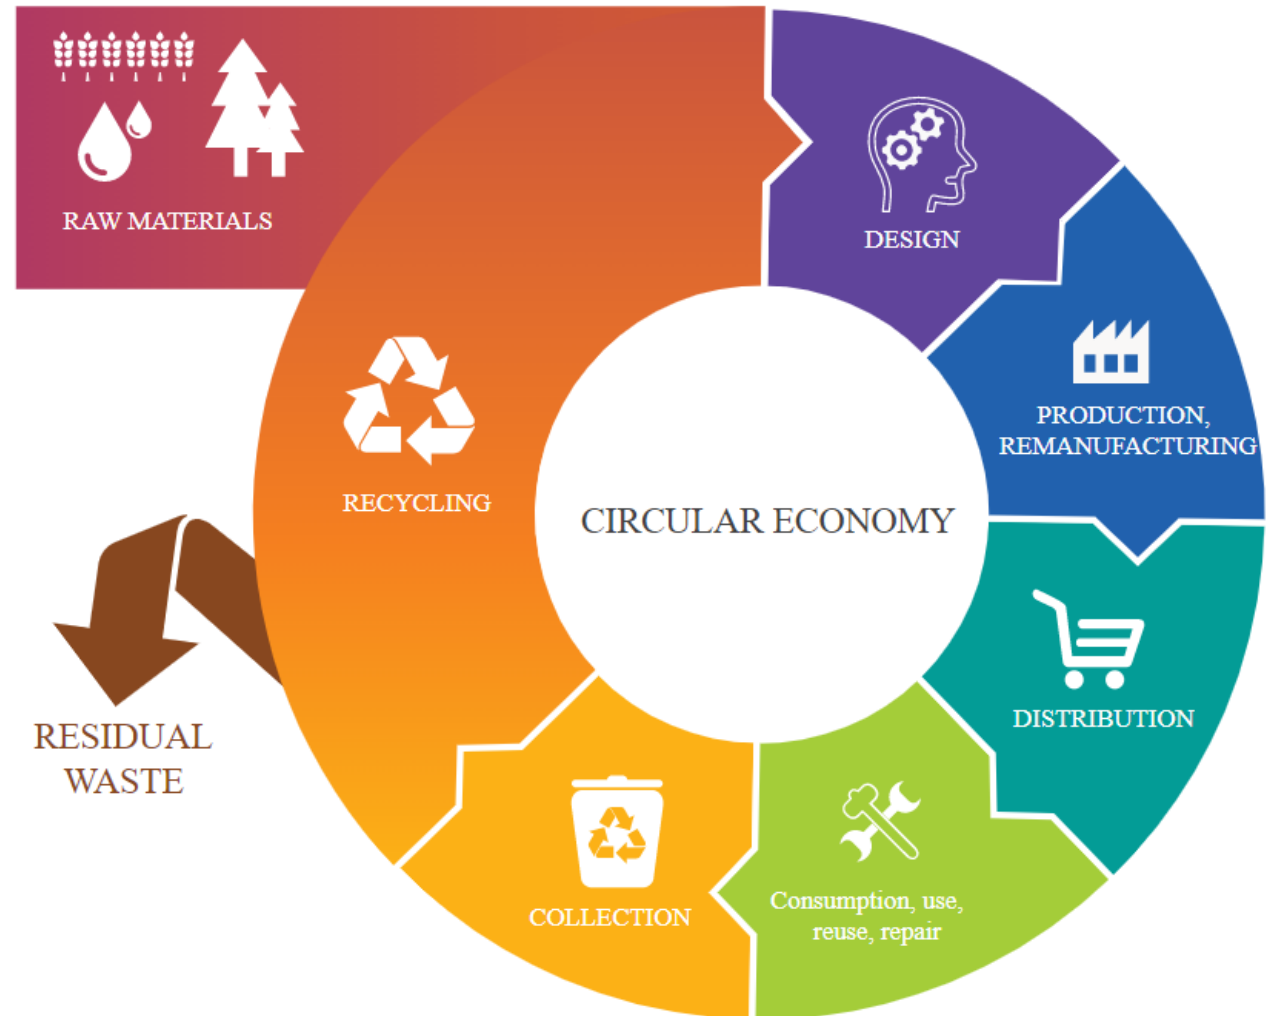 RAW MATERIALS
DESIGN
PRODUCTION,
REMANUFACTURING
RECYCLING
CIRCULAR ECONOMY
DISTRIBUTION
RESIDUAL
WASTE
Consumption, use,
reuse, repair
COLLECTION